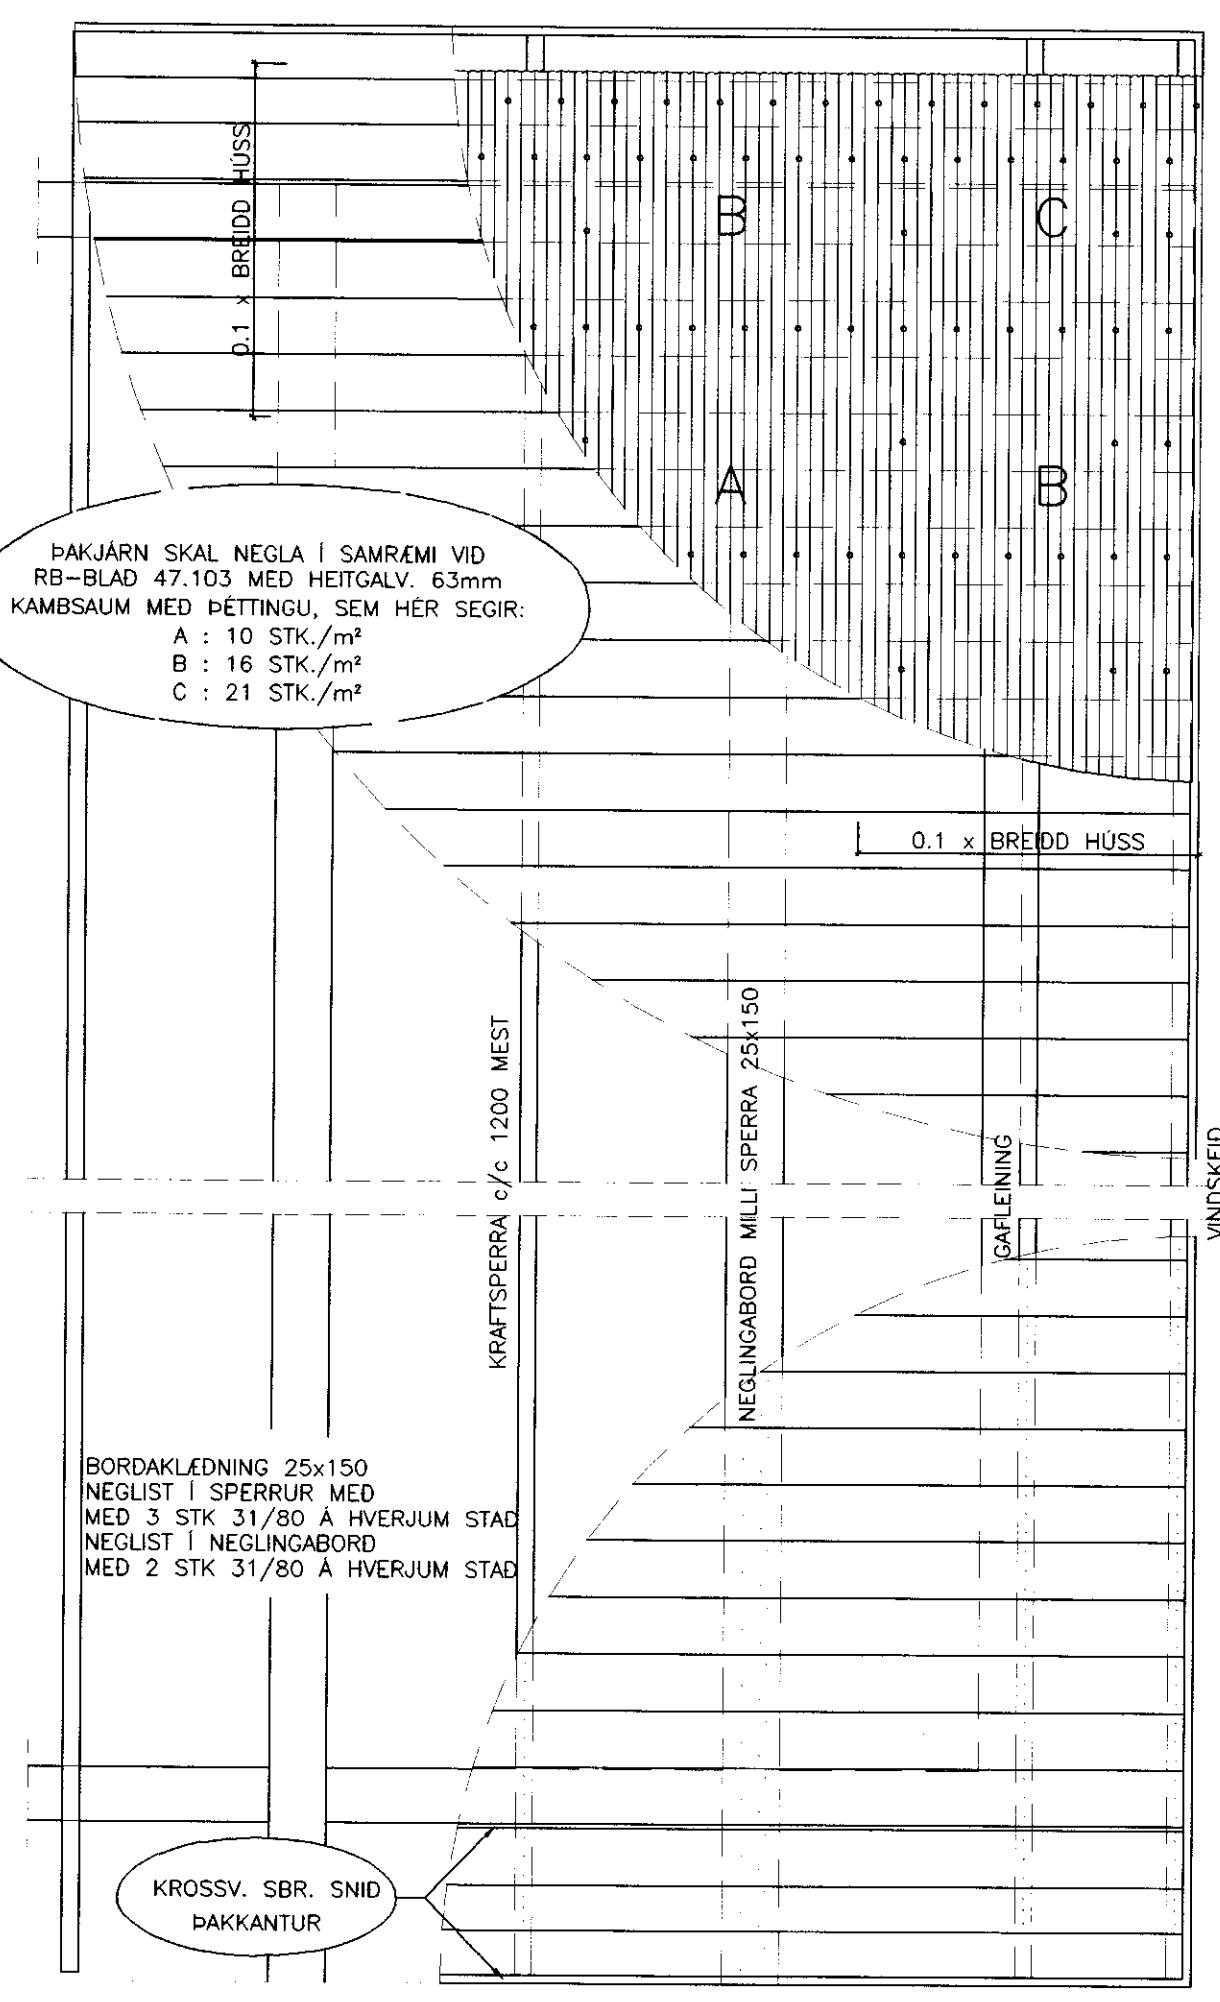 0.1 x BREIDD HÚSS
B
C
A
B
ÞAKJÁRN SKAL NEGLA Í SAMRÆMI VID
RB-BLAD 47.103 MED HEITGALV. 63mm
KAMBSAUM MED ÞÉTTINGU, SEM HÉR SEGIR:
A : 10 STK./m²
B : 16 STK./m²
C : 21 STK./m²
0.1 x BREIDD HÚSS
KRAFTSPERRA c/c 1200 MEST
NEGLINGABORD MILLI SPERRA 25x150
GAFLEINING
VINDSKEID
BORDAKLÆDNING 25x150
NEGLIST Í SPERRUR MED
MED 3 STK 31/80 Á HVERJUM STAD
NEGLIST Í NEGLINGABORD
MED 2 STK 31/80 Á HVERJUM STAD
KROSSV. SBR. SNID
ÞAKKANTUR